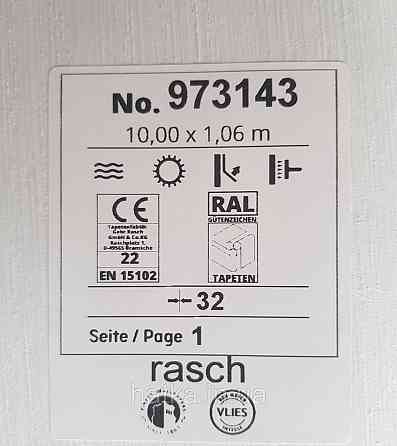 No. 973143
10,00 x 1,06 m
CE
Tapetenfabrik
Gebr. Rasch
GmbH & Co.KG
Raschplatz 1,
D-49565 Bramsche
22
EN 15102
RAL
GÜTEZEICHEN
TAPETEN
32
Seite / Page 1
rasch
VLIES